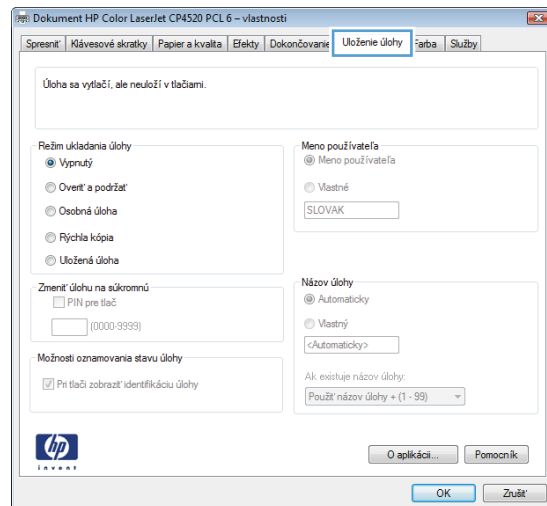 Dokument HP Color LaserJet CP4520 PCL 6 – vlastnosti
Spresniť Klávesové skratky Papier a kvalita Efekty Dokončovanie Uloženie úlohy Farba Služby
Úloha sa vytlačí, ale neuloží v tlačiarni.
Režim ukladania úlohy
Vypnutý
Overiť a podržať
Osobná úloha
Rýchla kópia
Uložená úloha
Meno používateľa
Meno používateľa
Vlastné
SLOVAK
Zmeniť úlohu na súkromnú
PIN pre tlač
(0000-9999)
Názov úlohy
Automaticky
Vlastný
<Automaticky>
Možnosti oznamovania stavu úlohy
Pri tlači zobraziť identifikáciu úlohy
Ak existuje názov úlohy:
Použiť názov úlohy + (1 - 99)
hp
invent
O aplikácii...
Pomocník
OK
Zrušiť